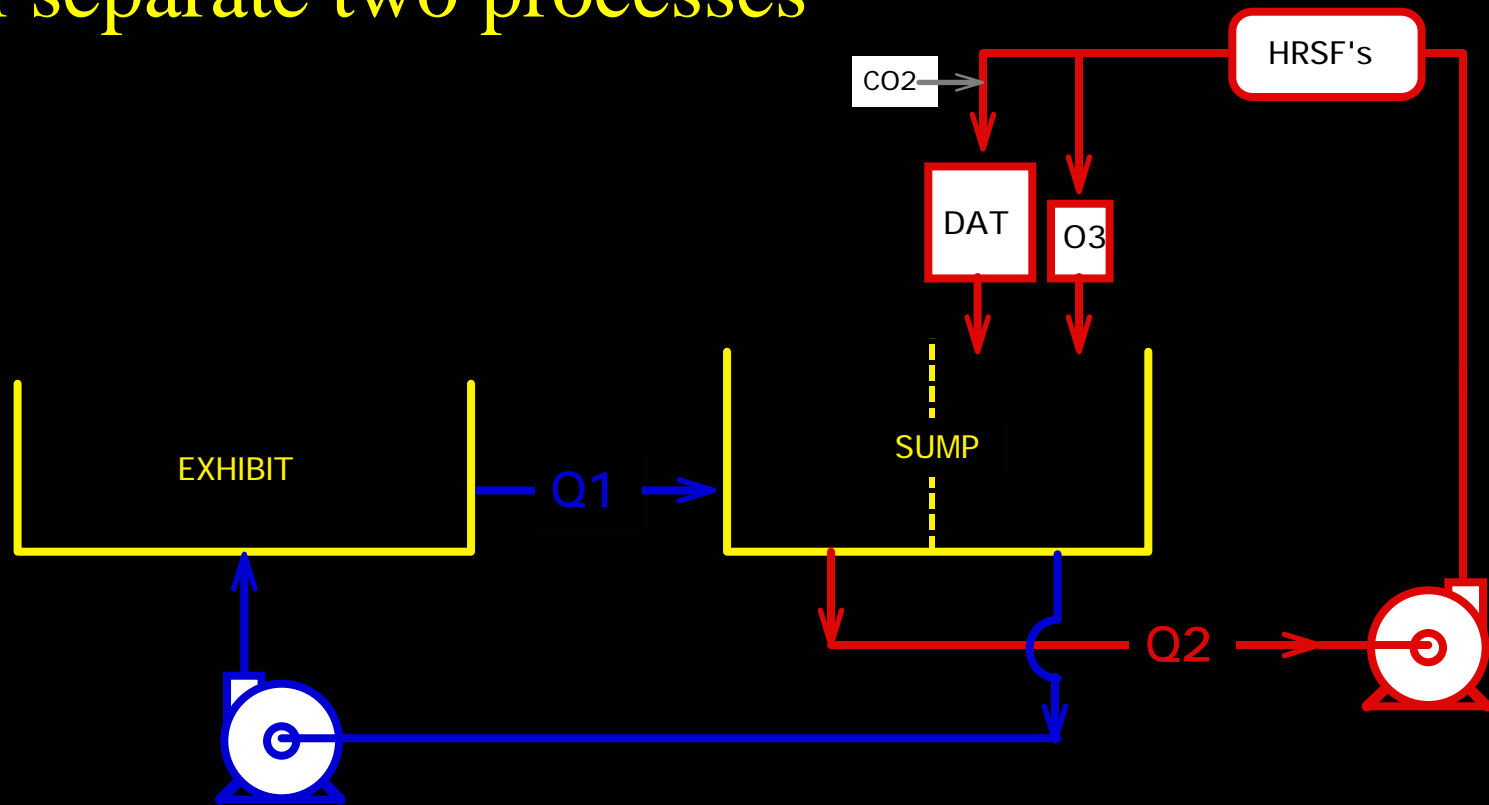 separate two processes
HRSF's
CO2
DAT
O3
SUMP
EXHIBIT
Q1
Q2